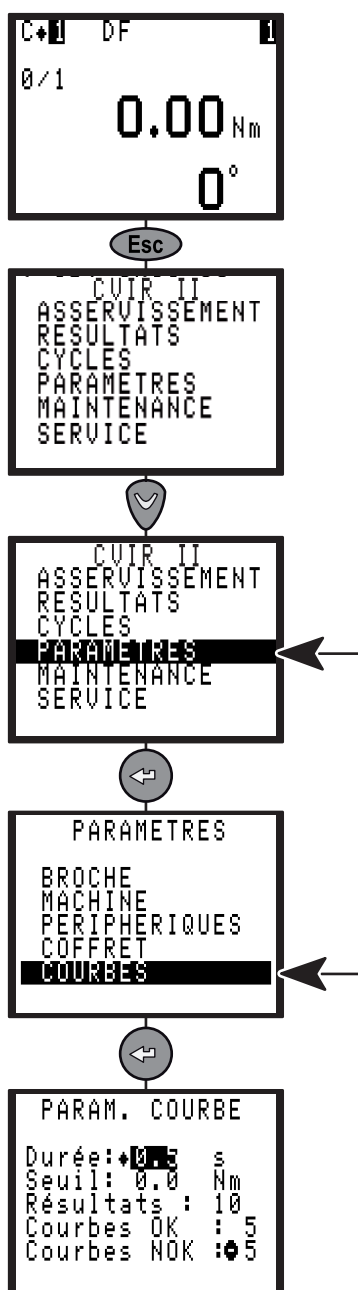 C♦1 DF 1
0/1
0.00 Nm
0°
Esc
CVIR II
ASSERVISSEMENT
RESULTATS
CYCLES
PARAMETRES
MAINTENANCE
SERVICE
CVIR II
ASSERVISSEMENT
RESULTATS
CYCLES
PARAMETRES
MAINTENANCE
SERVICE
PARAMETRES
BROCHE
MACHINE
PERIPHERIQUES
COFFRET
COURBES
PARAM. COURBE
Durée:♦0.5 s
Seuil: 0.0 Nm
Résultats : 10
Courbes OK : 5
Courbes NOK :♦5